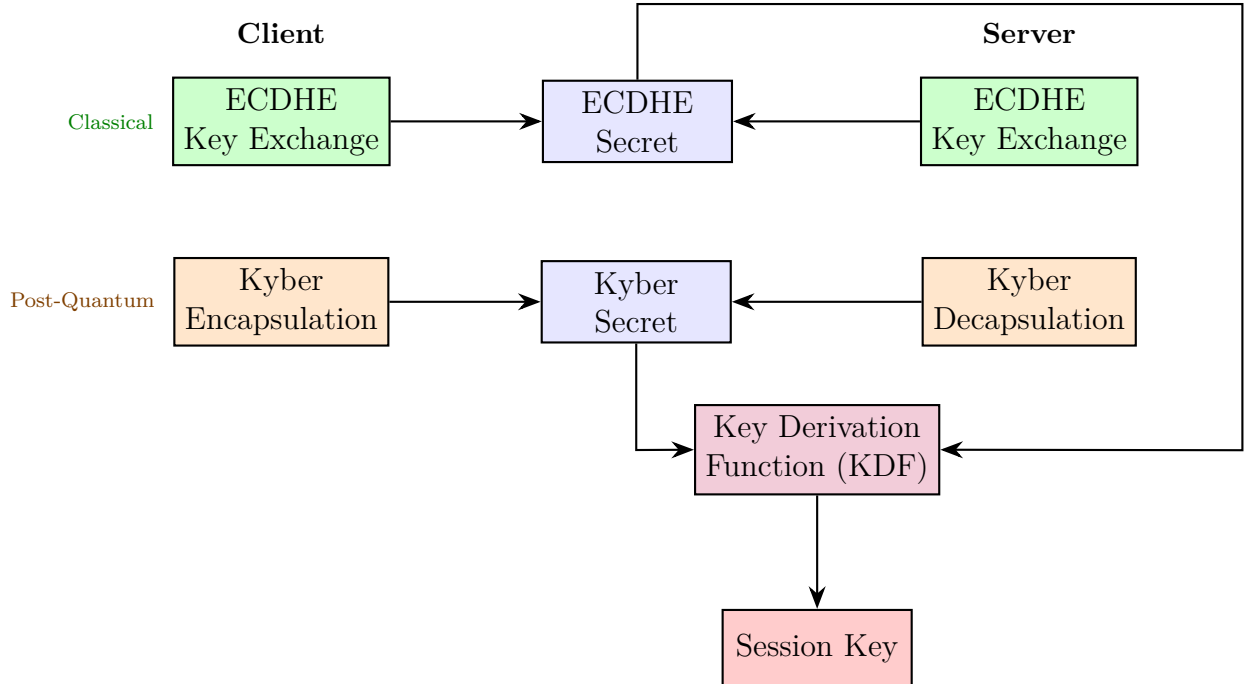 Client
Server
Classical
ECDHE
Key Exchange
ECDHE
Secret
ECDHE
Key Exchange
Post-Quantum
Kyber
Encapsulation
Kyber
Secret
Kyber
Decapsulation
Key Derivation
Function (KDF)
Session Key